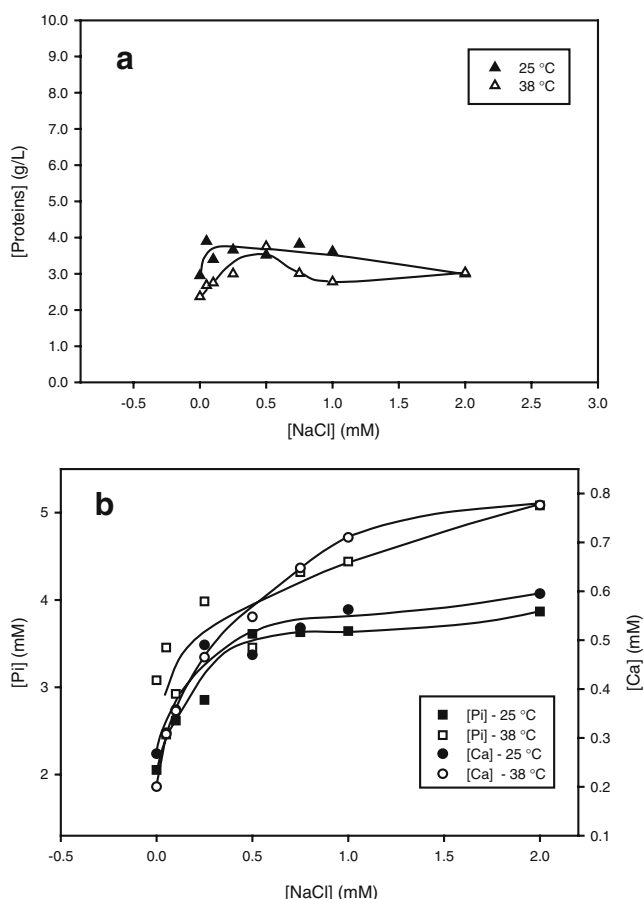 a
10.0
9.0
8.0
7.0
6.0
5.0
4.0
3.0
2.0
1.0
0.0
[Proteins] (g/L)
25 °C
38 °C
-0.5 0.0 0.5 1.0 1.5 2.0 2.5 3.0
[NaCl] (mM)
b
5
4
3
2
[Pi] (mM)
0.8
0.7
0.6
0.5
0.4
0.3
0.2
0.1
[Ca] (mM)
[Pi] - 25 °C
[Pi] - 38 °C
[Ca] - 25 °C
[Ca] - 38 °C
-0.5 0.0 0.5 1.0 1.5 2.0
[NaCl] (mM)